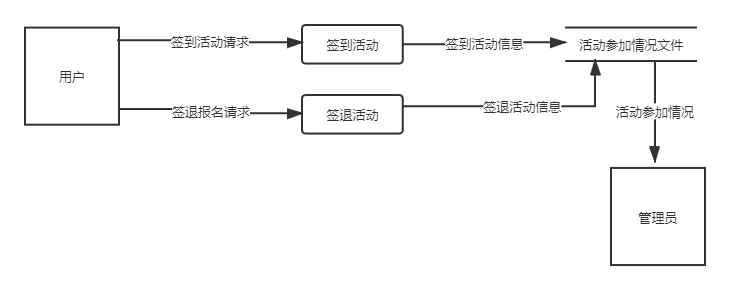 签到活动请求
签到活动
签到活动信息
活动参加情况文件
用户
签退报名请求
签退活动
签退活动信息
活动参加情况
管理员